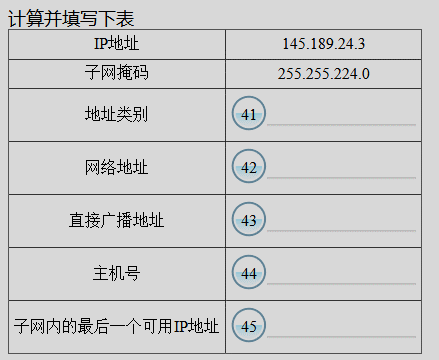 计算并填写下表
IP地址 145.189.24.3
子网掩码 255.255.224.0
地址类别 41
网络地址 42
直接广播地址 43
主机号 44
子网内的最后一个可用IP地址 45